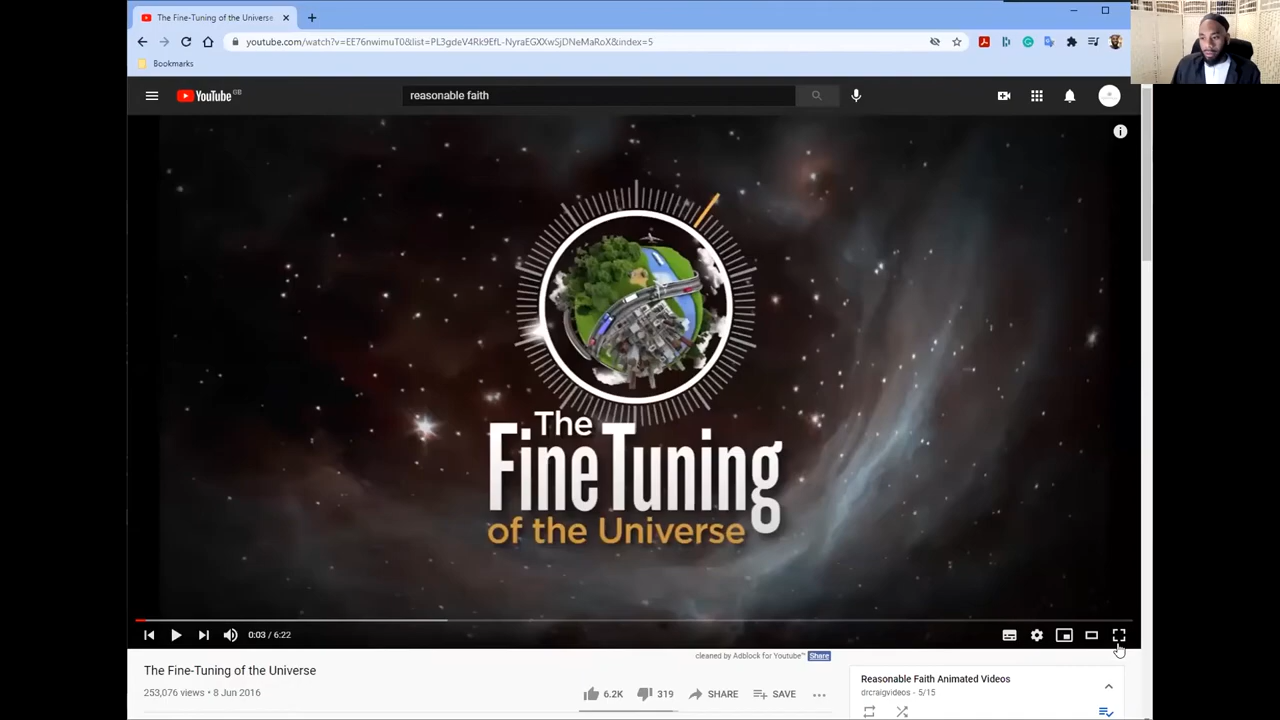 The Fine-Tuning of the Universe
youtube.com/watch?v=EE76nwimuT0&list=PL3gdeV4Rk9EfL-NyraEGXXwSjDNeMaRoX&index=5
Bookmarks
YouTube GB
reasonable faith
The
Fine Tuning
of the Universe
0:03 / 6:22
cleaned by Adblock for Youtube™ Share
The Fine-Tuning of the Universe
253,076 views • 8 Jun 2016
6.2K 319 SHARE SAVE
Reasonable Faith Animated Videos
drcraigvideos - 5/15